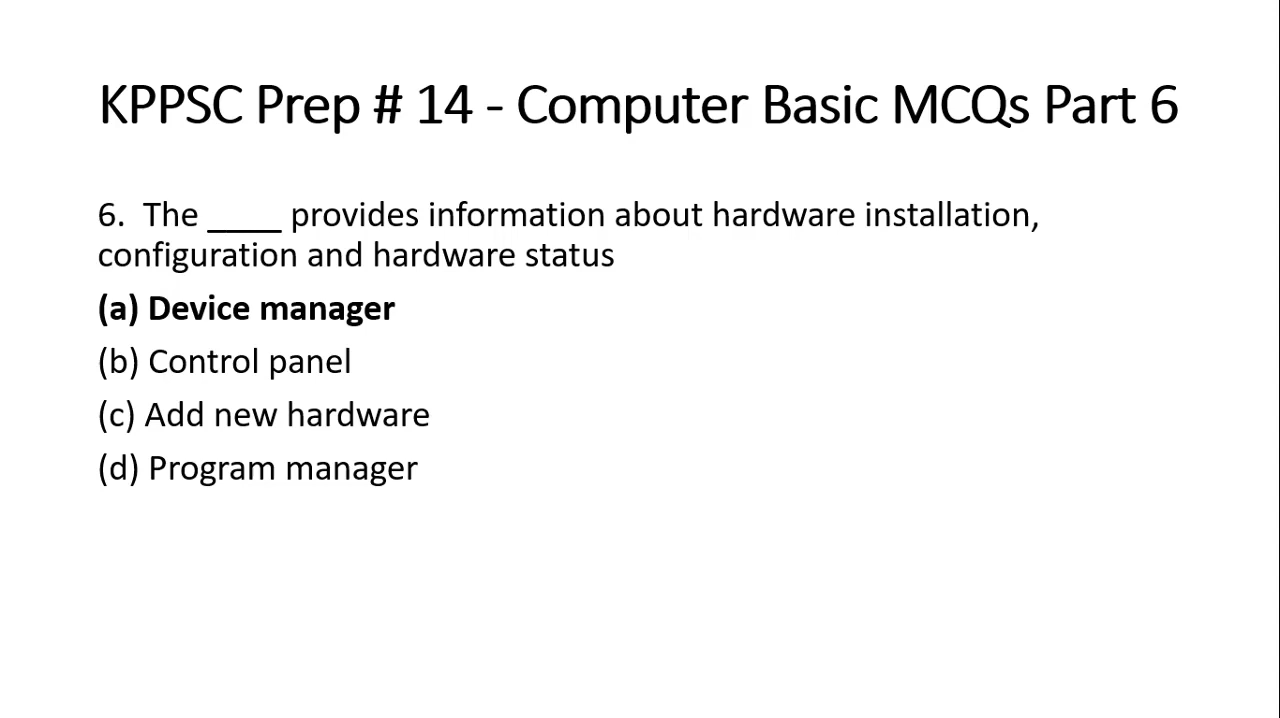 KPPSC Prep # 14 - Computer Basic MCQs Part 6
6. The ____ provides information about hardware installation,
configuration and hardware status
(a) Device manager
(b) Control panel
(c) Add new hardware
(d) Program manager